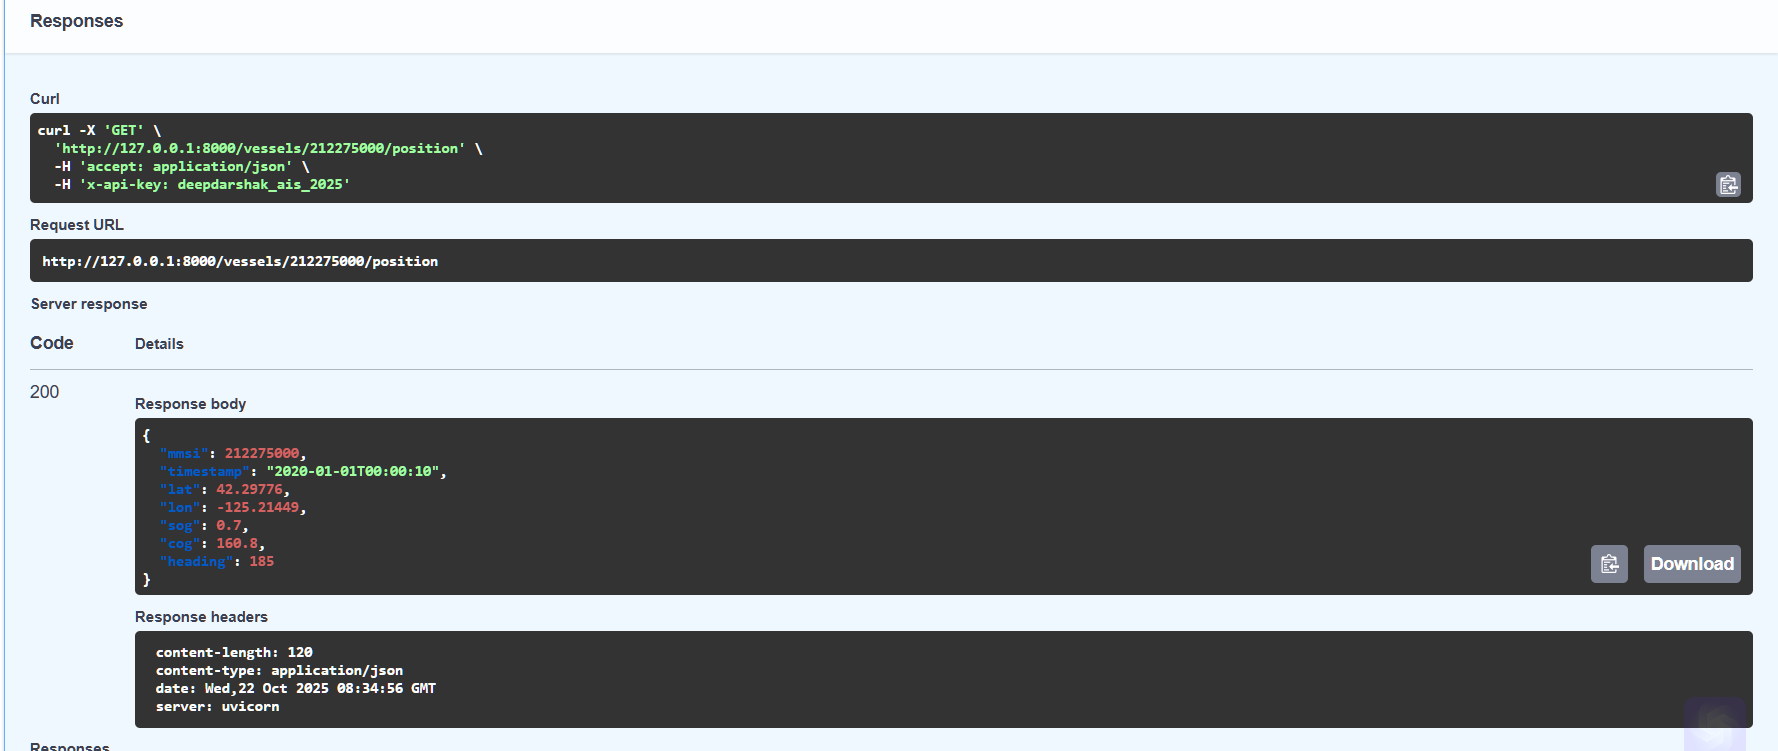 Responses
Curl
curl -X 'GET' \
  'http://127.0.0.1:8000/vessels/212275000/position' \
  -H 'accept: application/json' \
  -H 'x-api-key: deepdarshak_ais_2025'
Request URL
http://127.0.0.1:8000/vessels/212275000/position
Server response
Code Details
200
Response body
{
  "mmsi": 212275000,
  "timestamp": "2020-01-01T00:00:10",
  "lat": 42.29776,
  "lon": -125.21449,
  "sog": 0.7,
  "cog": 160.8,
  "heading": 185
}
Download
Response headers
content-length: 120
content-type: application/json
date: Wed,22 Oct 2025 08:34:56 GMT
server: uvicorn
Responses